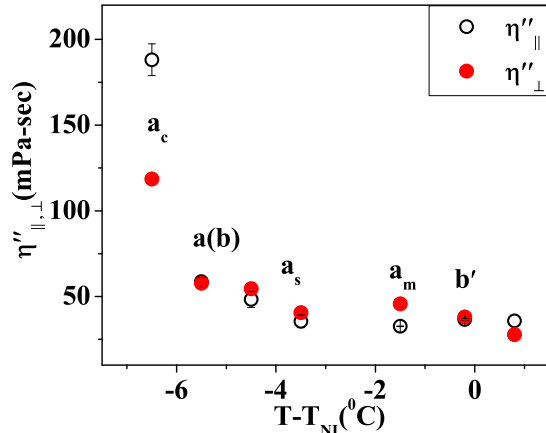 η''∥
η''⊥
η''∥,⊥(mPa-sec)
200
150
100
50
a_c
a(b)
a_s
a_m
b'
-6
-4
-2
0
T-T_NI(⁰C)